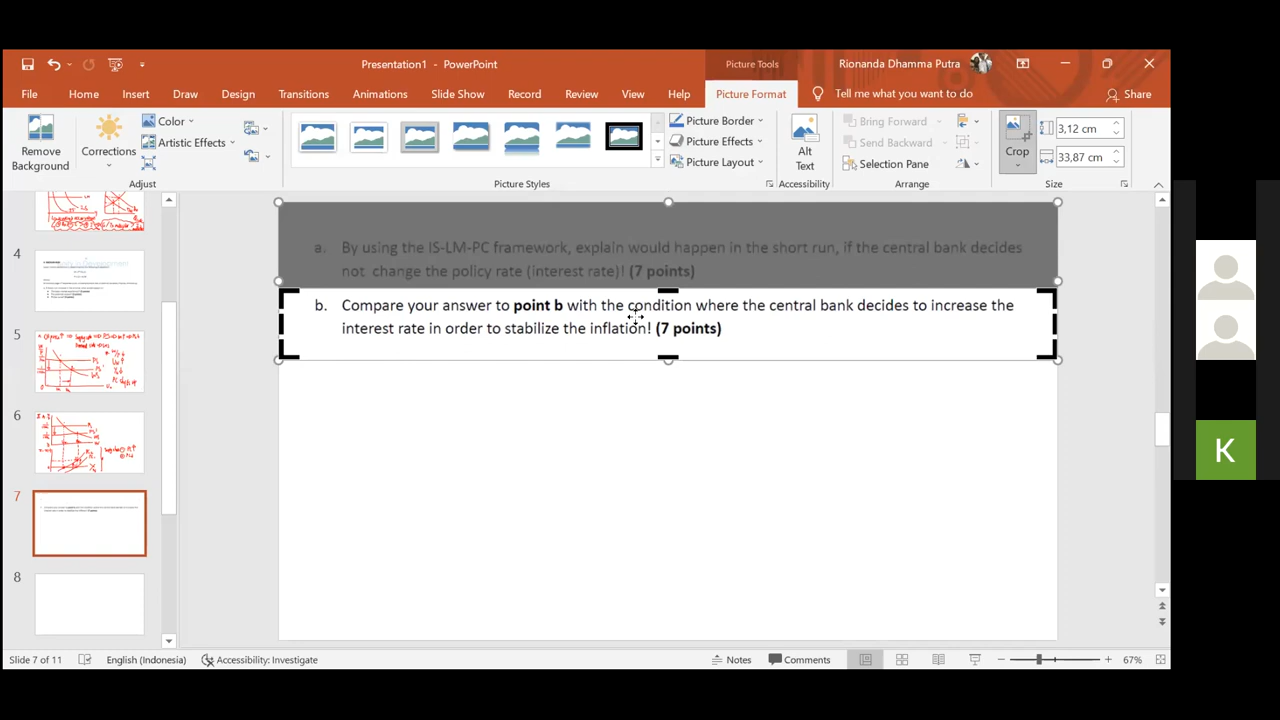 Presentation1 - PowerPoint
Picture Tools
Rionanda Dhamma Putra
File Home Insert Draw Design Transitions Animations Slide Show Record Review View Help Picture Format Tell me what you want to do Share
Remove Background
Corrections
Color
Artistic Effects
Adjust
Picture Styles
Picture Border
Picture Effects
Picture Layout
Alt Text
Accessibility
Bring Forward
Send Backward
Selection Pane
Arrange
Crop
3,12 cm
33,87 cm
Size
4
5
6
7
8
a. By using the IS-LM-PC framework, explain would happen in the short run, if the central bank decides
not change the policy rate (interest rate)! (7 points)
b. Compare your answer to point b with the condition where the central bank decides to increase the
interest rate in order to stabilize the inflation! (7 points)
K
Slide 7 of 11 English (Indonesia) Accessibility: Investigate Notes Comments 67%